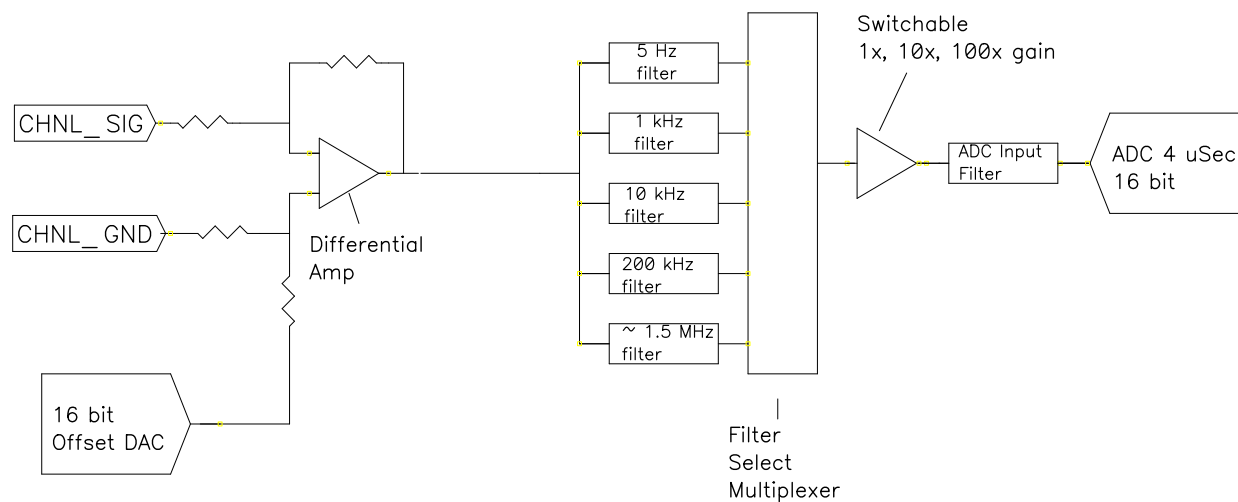 CHNL_SIG
CHNL_GND
16 bit
Offset DAC
Differential
Amp
5 Hz
filter
1 kHz
filter
10 kHz
filter
200 kHz
filter
~ 1.5 MHz
filter
Filter
Select
Multiplexer
Switchable
1x, 10x, 100x gain
ADC Input
Filter
ADC 4 uSec
16 bit